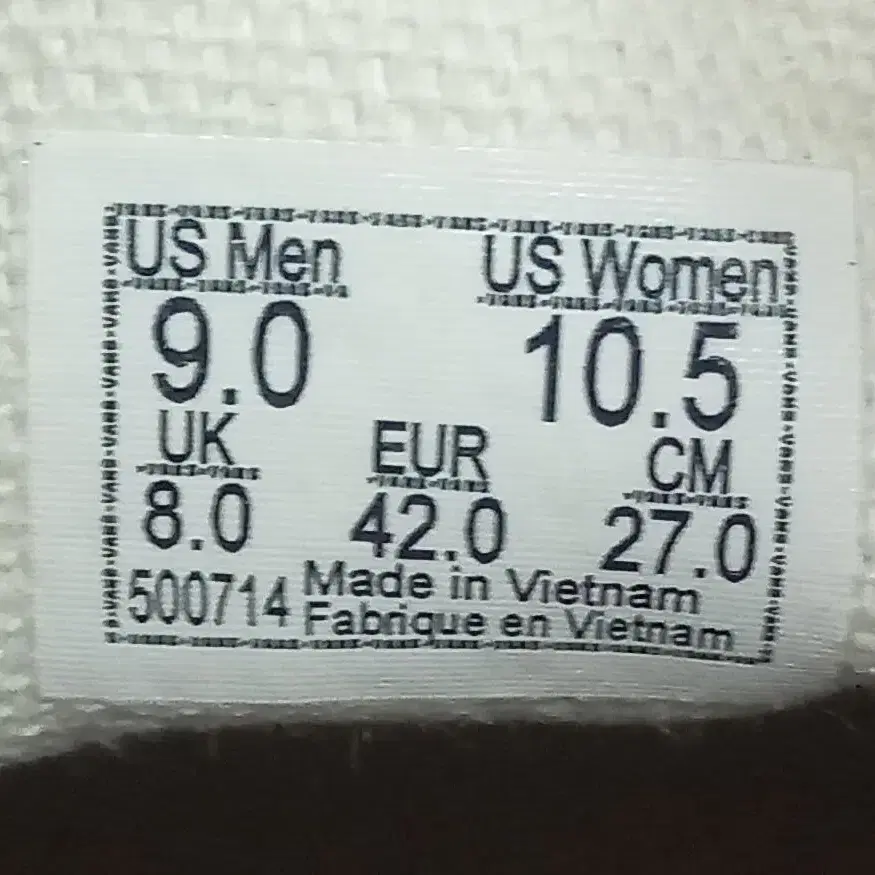 US Men US Women
9.0 10.5
UK EUR CM
8.0 42.0 27.0
500714 Made in Vietnam
Fabrique en Vietnam